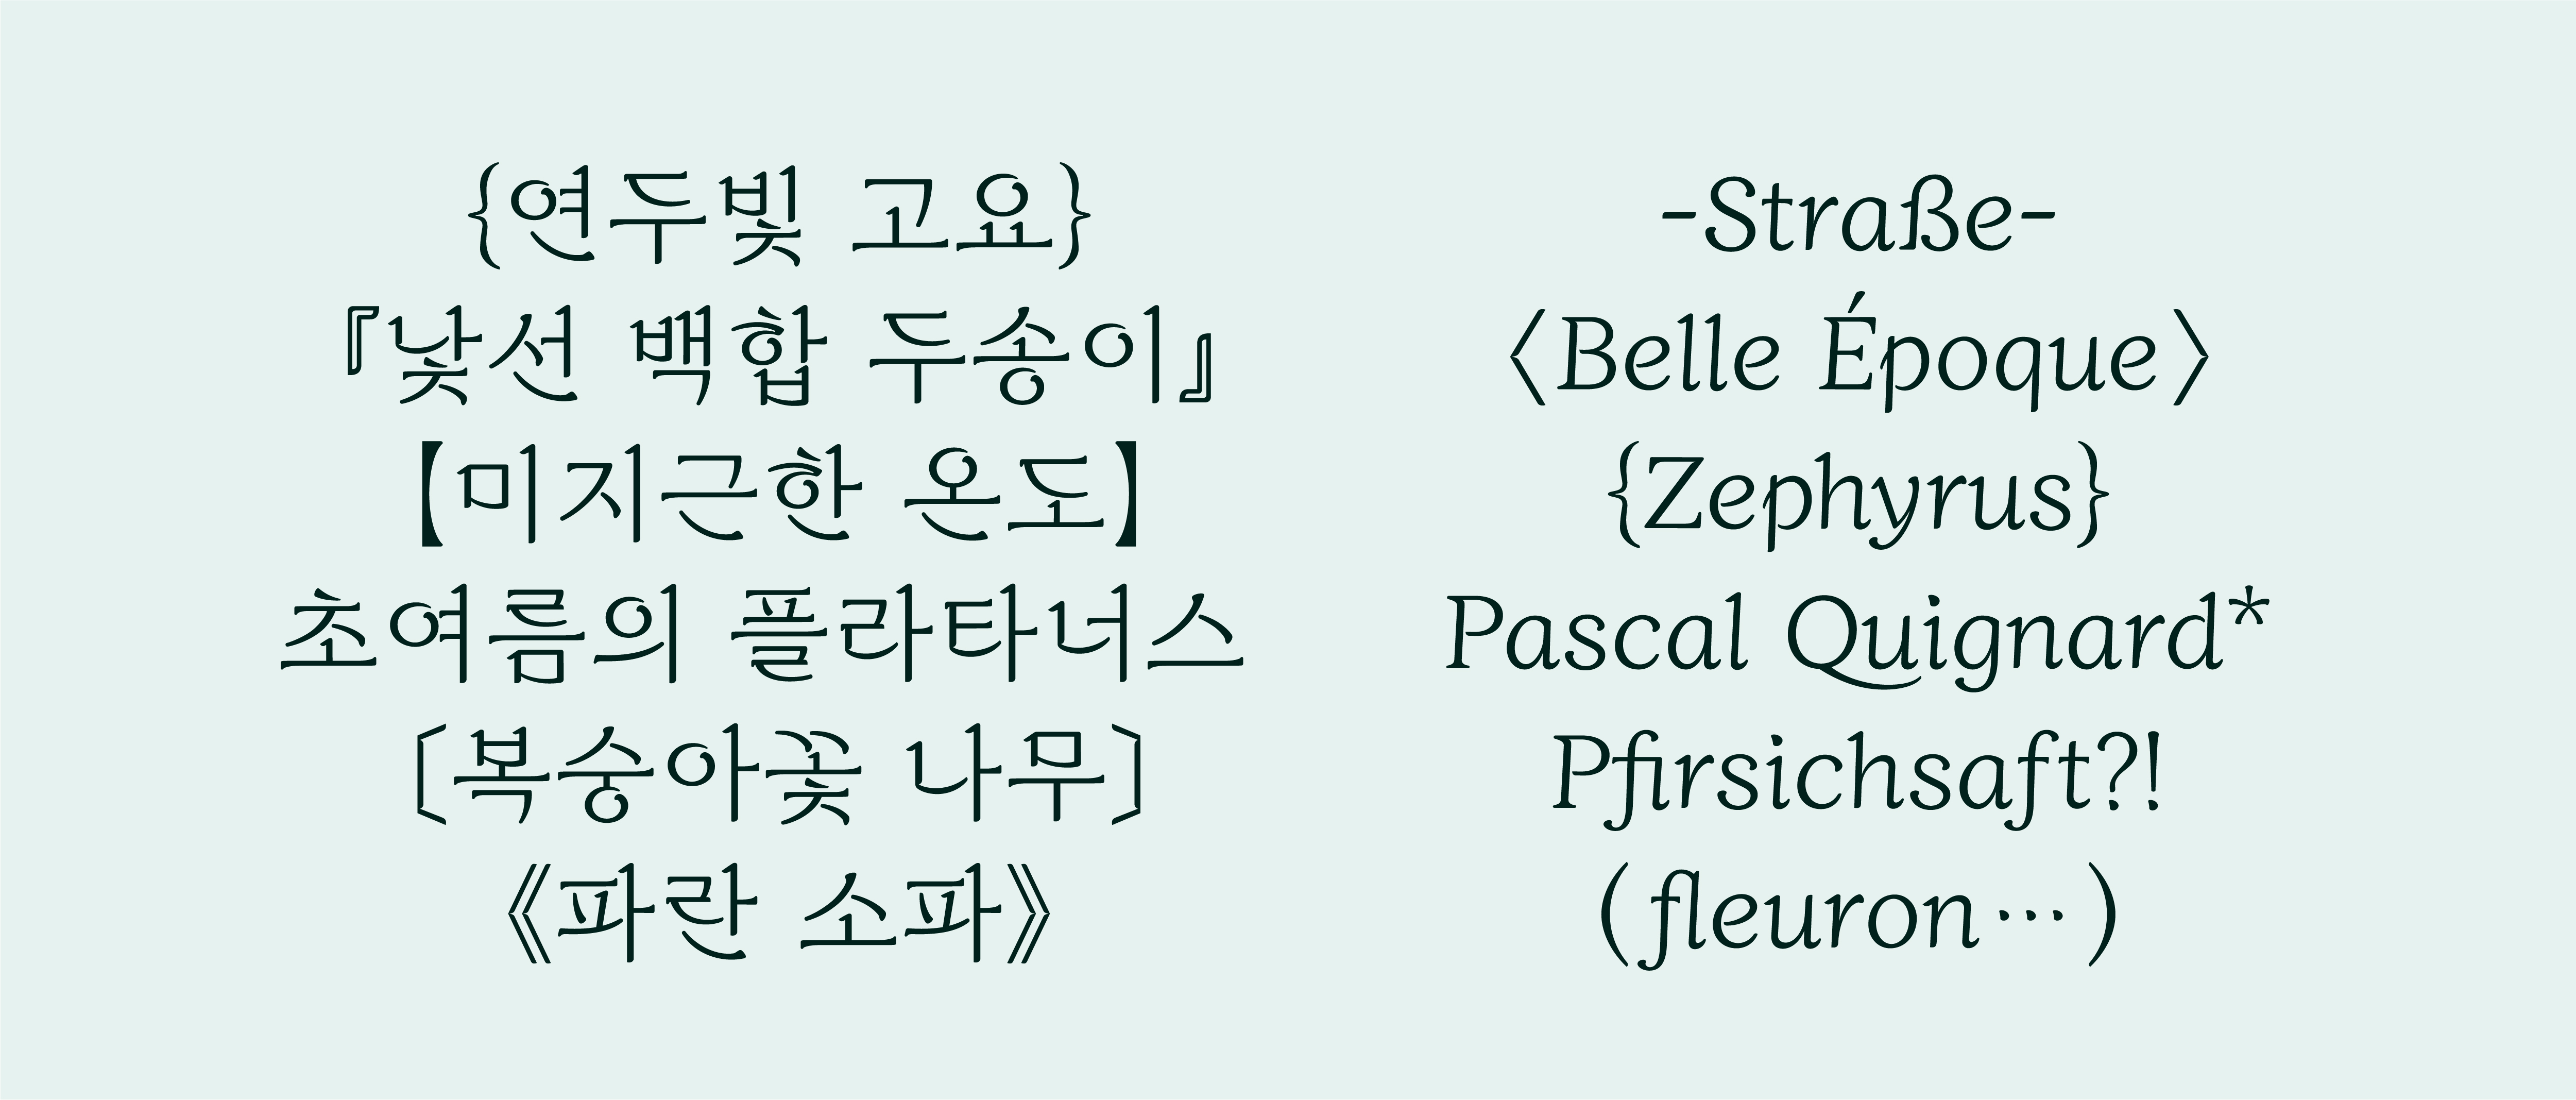 {연두빛 고요}
『낯선 백합 두송이』
【미지근한 온도】
초여름의 플라타너스
〔복숭아꽃 나무〕
《파란 소파》
-Straße-
〈Belle Époque〉
{Zephyrus}
Pascal Quignard*
Pfirsichsaft?!
(fleuron⋯)